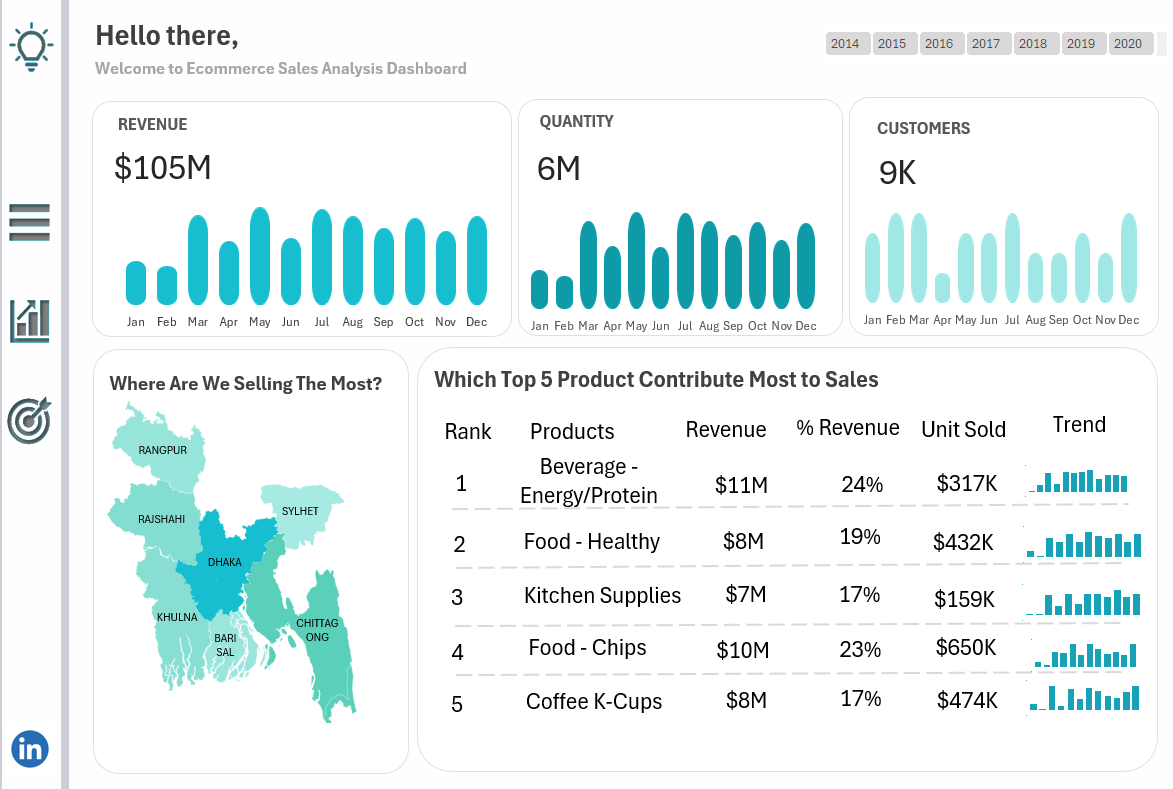 Hello there,
Welcome to Ecommerce Sales Analysis Dashboard
2014 2015 2016 2017 2018 2019 2020
REVENUE
$105M
Jan Feb Mar Apr May Jun Jul Aug Sep Oct Nov Dec
QUANTITY
6M
Jan Feb Mar Apr May Jun Jul Aug Sep Oct Nov Dec
CUSTOMERS
9K
Jan Feb Mar Apr May Jun Jul Aug Sep Oct Nov Dec
Where Are We Selling The Most?
RANGPUR
RAJSHAHI
SYLHET
DHAKA
KHULNA
BARI
SAL
CHITTAG
ONG
Which Top 5 Product Contribute Most to Sales
Rank Products Revenue % Revenue Unit Sold Trend
1 Beverage -
Energy/Protein $11M 24% $317K
2 Food - Healthy $8M 19% $432K
3 Kitchen Supplies $7M 17% $159K
4 Food - Chips $10M 23% $650K
5 Coffee K-Cups $8M 17% $474K
in